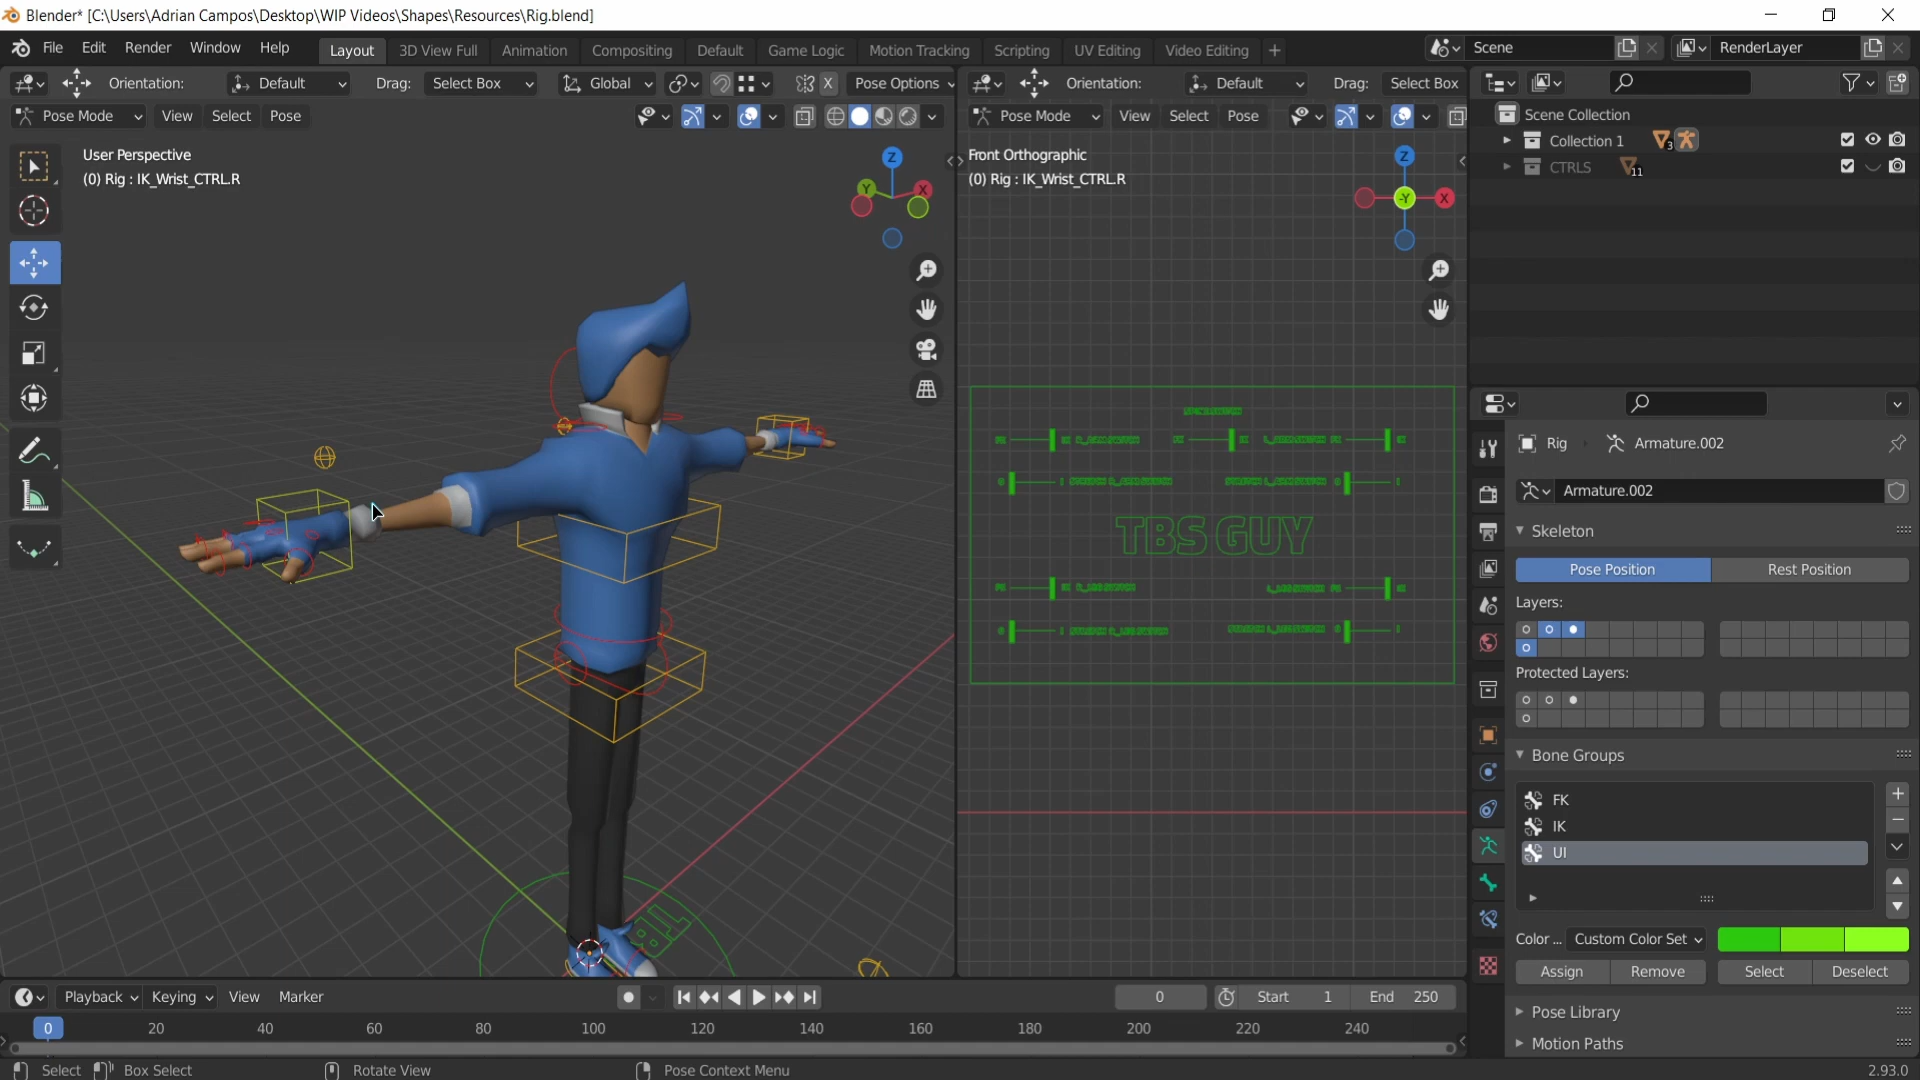 Blender* [C:\Users\Adrian Campos\Desktop\WIP Videos\Shapes\Resources\Rig.blend]
File Edit Render Window Help Layout 3D View Full Animation Compositing Default Game Logic Motion Tracking Scripting UV Editing Video Editing + Scene RenderLayer
Orientation: Default Drag: Select Box Global X Pose Options Orientation: Default Drag: Select Box
Pose Mode View Select Pose Pose Mode View Select Pose
Scene Collection
Collection 1 3
CTRLS 11
User Perspective
(0) Rig : IK_Wrist_CTRL.R
Z
Y X
Front Orthographic
(0) Rig : IK_Wrist_CTRL.R
Z
-Y X
TBS GUY
Rig Armature.002
Armature.002
Skeleton
Pose Position Rest Position
Layers:
Protected Layers:
Bone Groups
FK
IK
UI
Color ... Custom Color Set
Assign Remove Select Deselect
Pose Library
Motion Paths
Playback Keying View Marker 0 Start 1 End 250
0 20 40 60 80 100 120 140 160 180 200 220 240
Select Box Select Rotate View Pose Context Menu 2.93.0